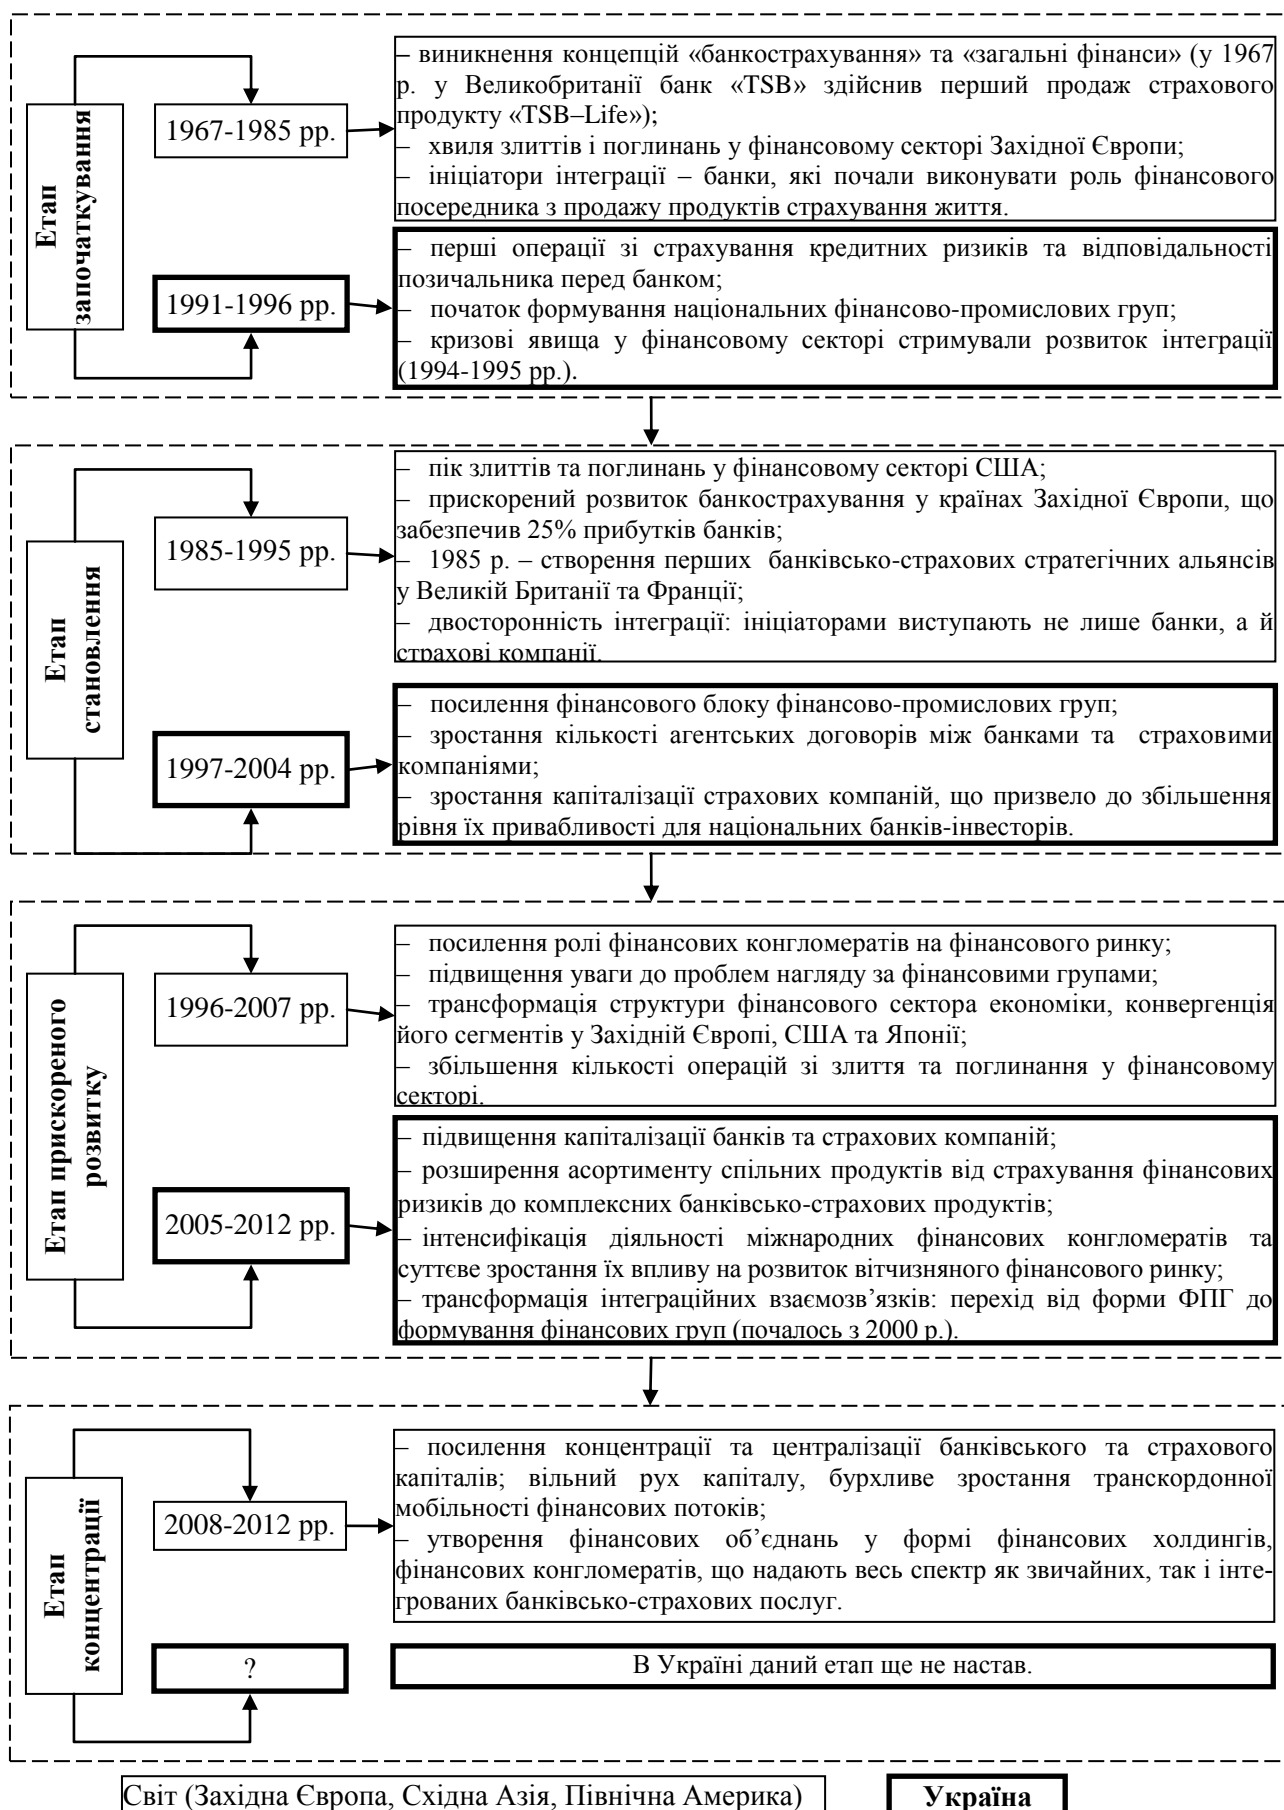 Етап
започаткування
1967-1985 рр.
– виникнення концепцій «банкострахування» та «загальні фінанси» (у 1967
р. у Великобританії банк «TSB» здійснив перший продаж страхового
продукту «TSB–Life»);
– хвиля злиттів і поглинань у фінансовому секторі Західної Європи;
– ініціатори інтеграції – банки, які почали виконувати роль фінансового
посередника з продажу продуктів страхування життя.
1991-1996 рр.
– перші операції зі страхування кредитних ризиків та відповідальності
позичальника перед банком;
– початок формування національних фінансово-промислових груп;
– кризові явища у фінансовому секторі стримували розвиток інтеграції
(1994-1995 рр.).
Етап
становлення
1985-1995 рр.
– пік злиттів та поглинань у фінансовому секторі США;
– прискорений розвиток банкострахування у країнах Західної Європи, що
забезпечив 25% прибутків банків;
– 1985 р. – створення перших банківсько-страхових стратегічних альянсів
у Великій Британії та Франції;
– двосторонність інтеграції: ініціаторами виступають не лише банки, а й
страхові компанії.
1997-2004 рр.
– посилення фінансового блоку фінансово-промислових груп;
– зростання кількості агентських договорів між банками та страховими
компаніями;
– зростання капіталізації страхових компаній, що призвело до збільшення
рівня їх привабливості для національних банків-інвесторів.
Етап прискореного
розвитку
1996-2007 рр.
– посилення ролі фінансових конгломератів на фінансового ринку;
– підвищення уваги до проблем нагляду за фінансовими групами;
– трансформація структури фінансового сектора економіки, конвергенція
його сегментів у Західній Європі, США та Японії;
– збільшення кількості операцій зі злиття та поглинання у фінансовому
секторі.
2005-2012 рр.
– підвищення капіталізації банків та страхових компаній;
– розширення асортименту спільних продуктів від страхування фінансових
ризиків до комплексних банківсько-страхових продуктів;
– інтенсифікація діяльності міжнародних фінансових конгломератів та
суттєве зростання їх впливу на розвиток вітчизняного фінансового ринку;
– трансформація інтеграційних взаємозв’язків: перехід від форми ФПГ до
формування фінансових груп (почалось з 2000 р.).
Етап
концентрації
2008-2012 рр.
– посилення концентрації та централізації банківського та страхового
капіталів; вільний рух капіталу, бурхливе зростання транскордонної
мобільності фінансових потоків;
– утворення фінансових об’єднань у формі фінансових холдингів,
фінансових конгломератів, що надають весь спектр як звичайних, так і інте-
грованих банківсько-страхових послуг.
?
В Україні даний етап ще не настав.
Світ (Західна Європа, Східна Азія, Північна Америка)
Україна